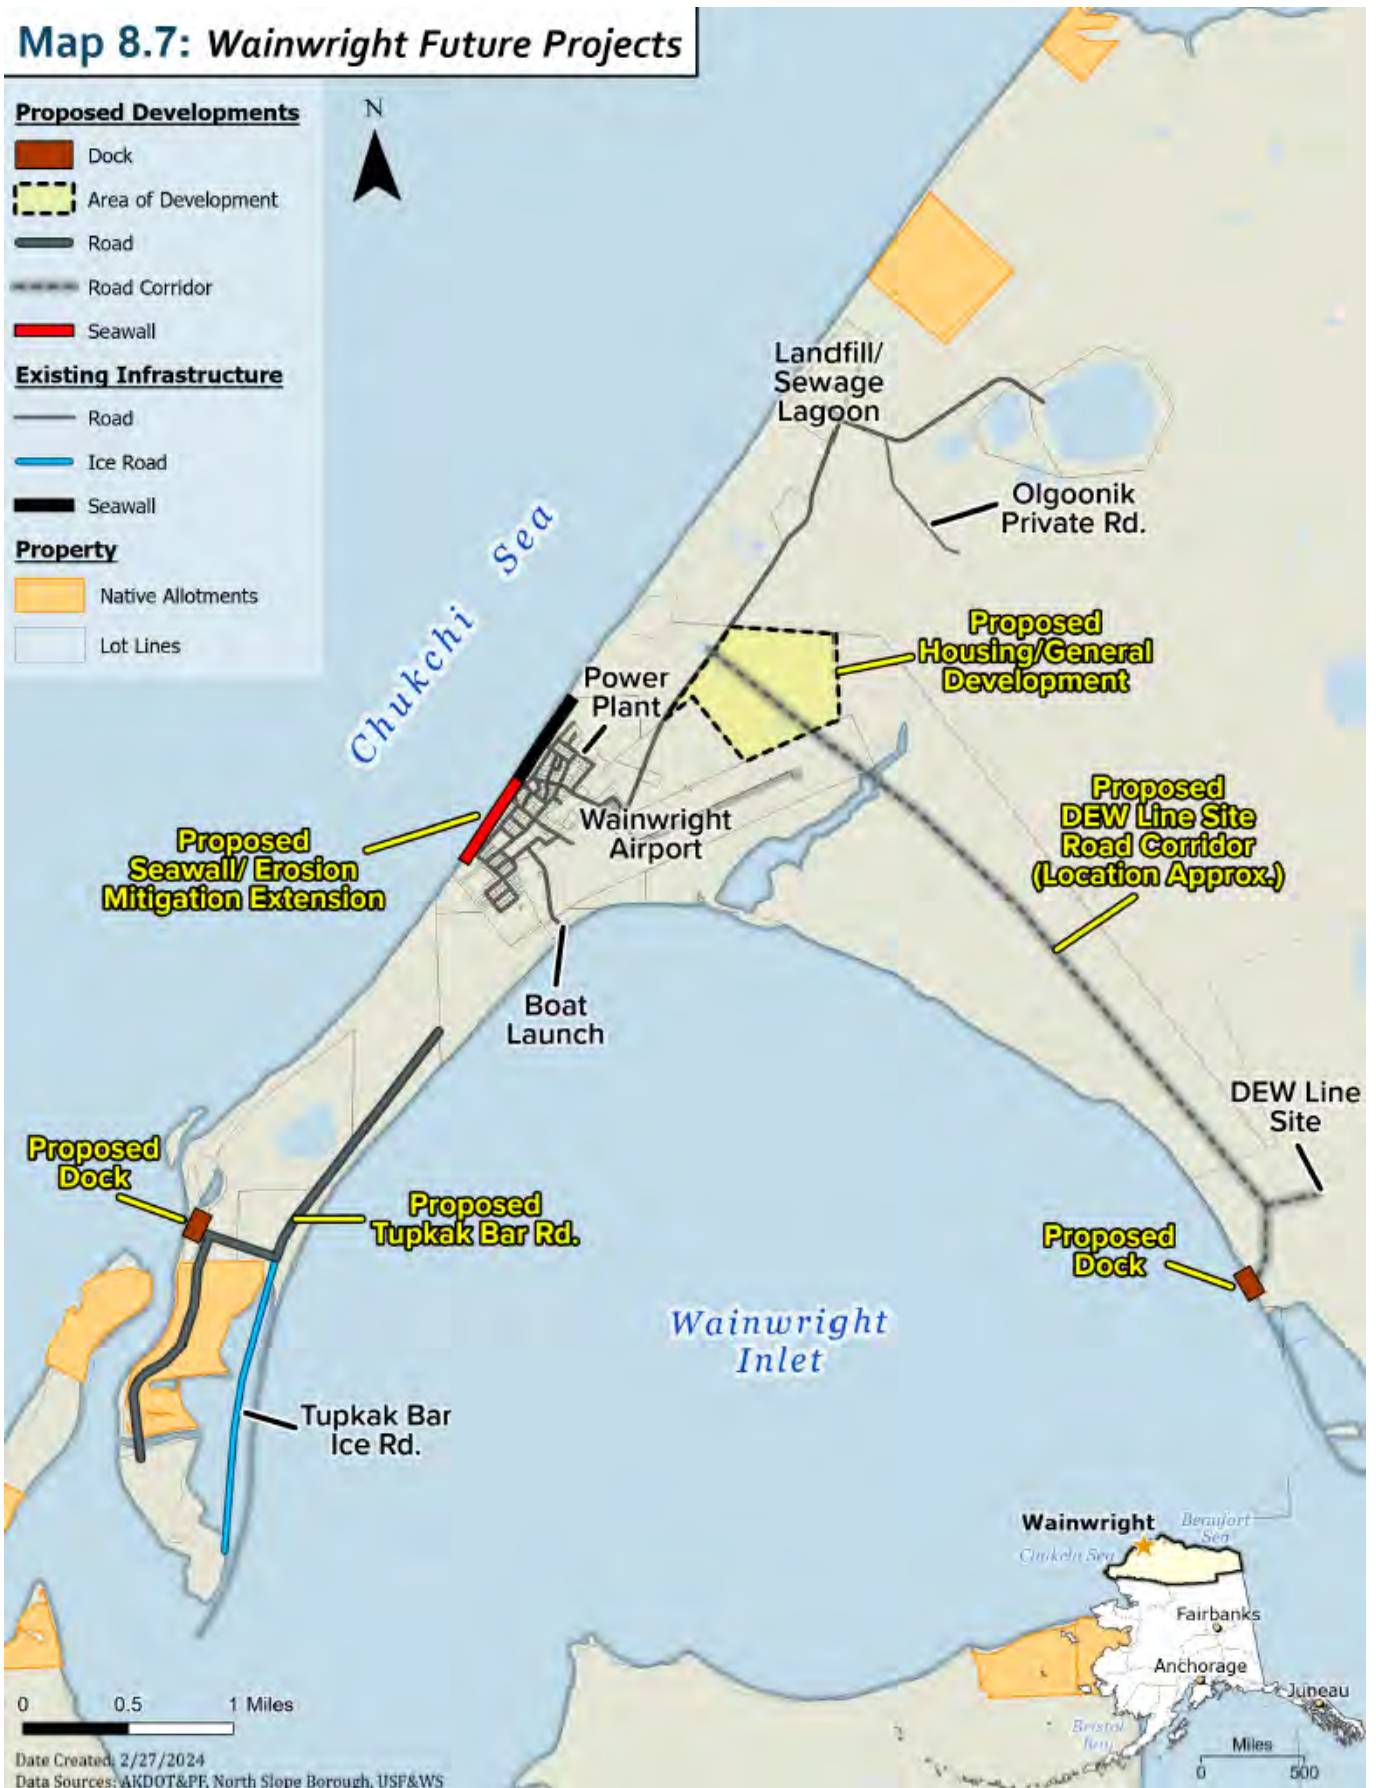 Map 8.7: Wainwright Future Projects
Proposed Developments
Dock
Area of Development
Road
Road Corridor
Seawall
Existing Infrastructure
Road
Ice Road
Seawall
Property
Native Allotments
Lot Lines
N
Landfill/
Sewage
Lagoon
Olgoonik
Private Rd.
Chukchi Sea
Proposed
Housing/General
Development
Power
Plant
Proposed
DEW Line Site
Road Corridor
(Location Approx.)
Wainwright
Airport
Proposed
Seawall/ Erosion
Mitigation Extension
Boat
Launch
DEW Line
Site
Proposed
Dock
Proposed
Tupkak Bar Rd.
Proposed
Dock
Wainwright
Inlet
Tupkak Bar
Ice Rd.
Wainwright
Beaufort
Sea
Chukchi Sea
Fairbanks
Anchorage
Juneau
Bristol
Bay
Miles
0 500
0 0.5 1 Miles
Date Created: 2/27/2024
Data Sources: AKDOT&PF, North Slope Borough, USF&WS